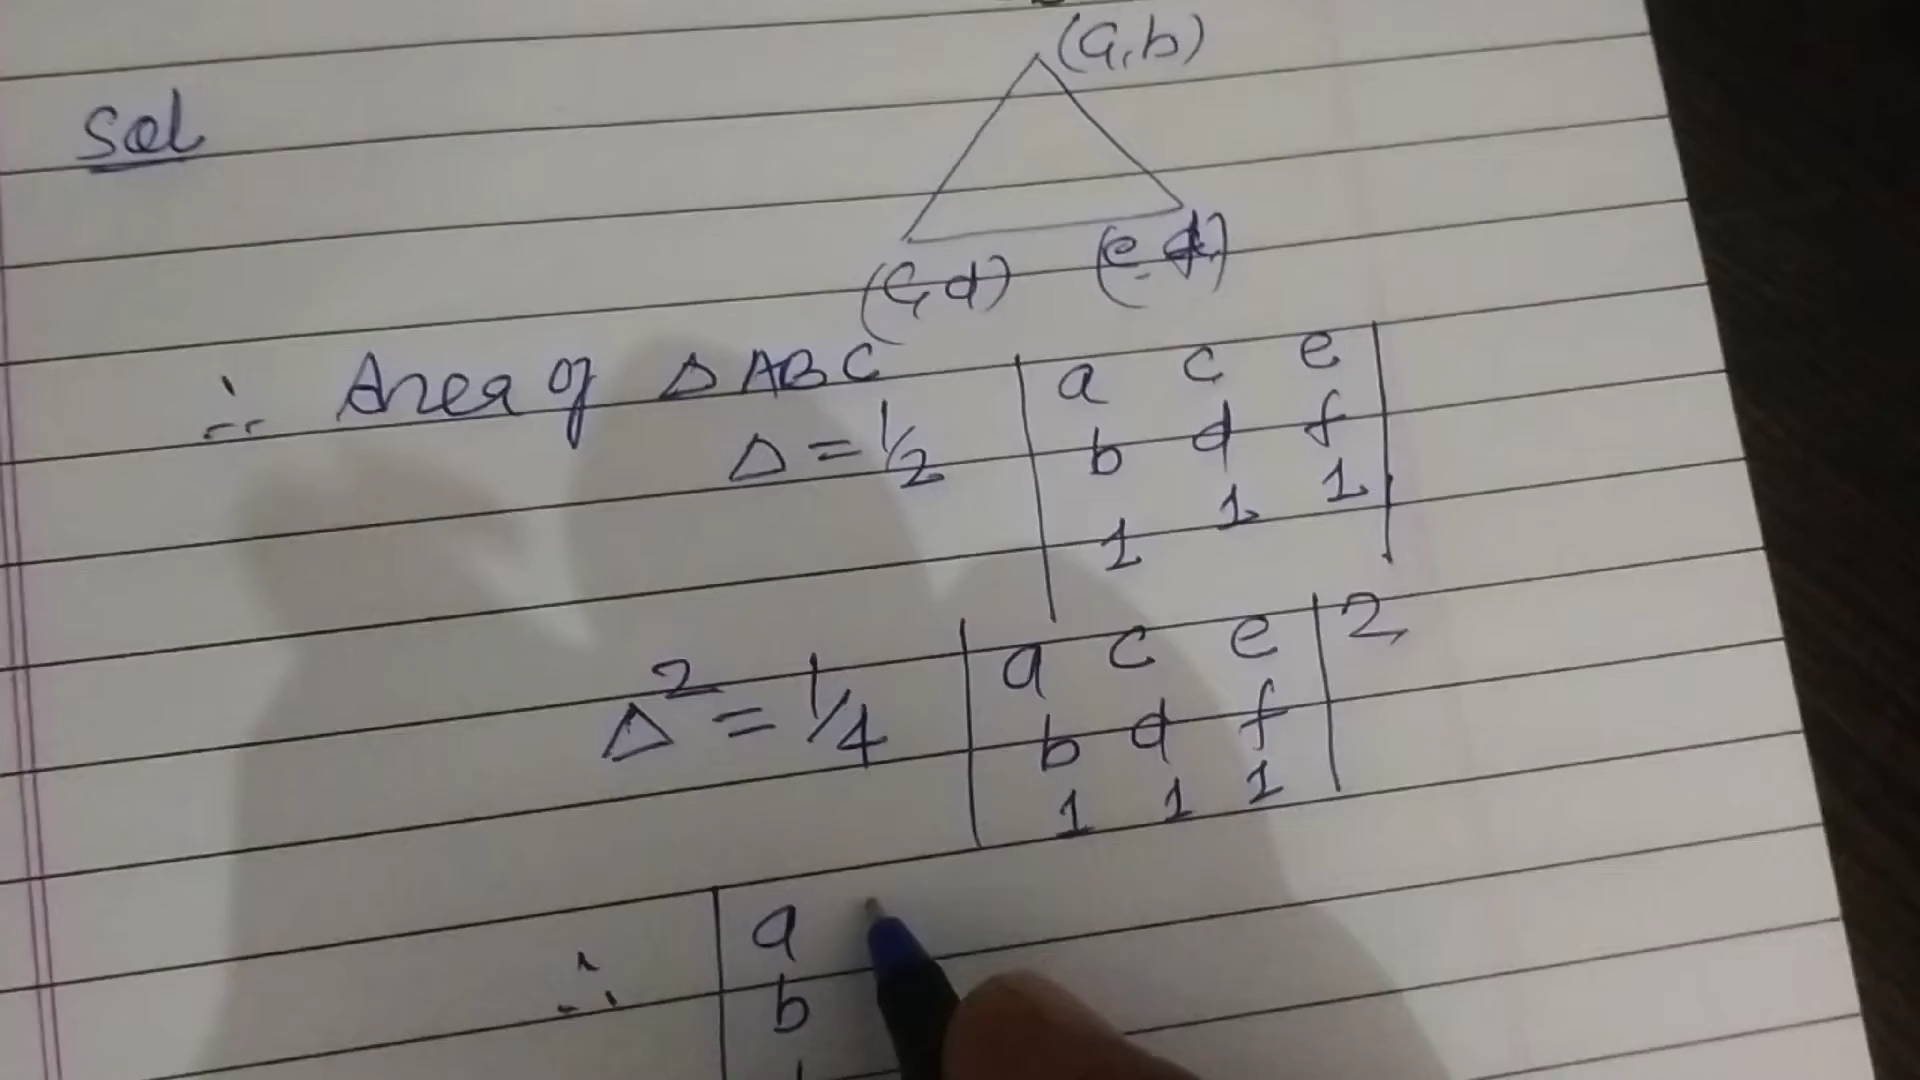 (a,b)
Sol
(c,d) (e
∴ Area of △ABC
△ = 1/2 | a c e |
b d f
1 1 1
△² = 1/4 | a c e |²
b d f
1 1 1
∴ | a
b